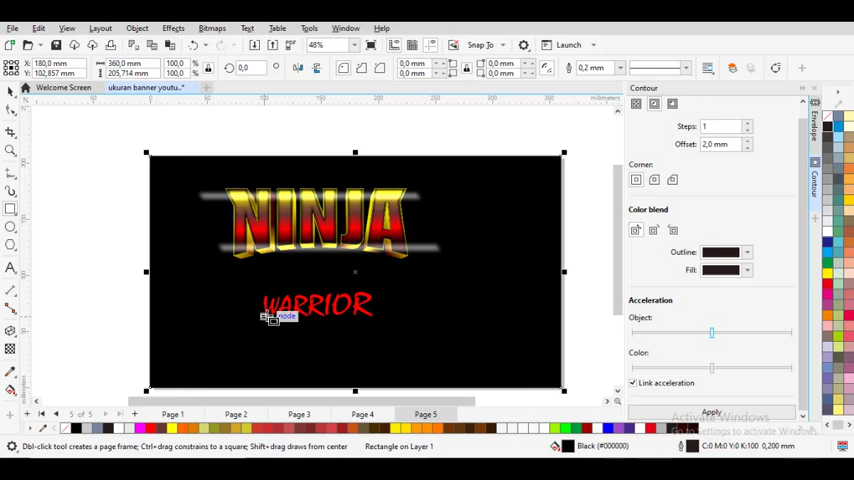 File Edit View Layout Object Effects Bitmaps Text Table Tools Window Help
PDF 48% Snap To Launch
X: 180,0 mm 360,0 mm 100,0 % 0,0 0,0 mm 0,0 mm 0,2 mm
Y: 102,857 mm 205,714 mm 100,0 % 0,0 mm 0,0 mm
Welcome Screen ukuran banner youtu..*
millimeters
Contour
Steps: 1
Offset: 2,0 mm
Corner:
Color blend
Outline:
Fill:
Acceleration
Object:
Color:
Link acceleration
Apply
Envelope
Contour
NINJA
WARRIOR
node
5 of 5 Page 1 Page 2 Page 3 Page 4 Page 5
Activate Windows
Go to Settings to activate Windows.
Dbl-click tool creates a page frame; Ctrl+drag constrains to a square; Shift+drag draws from center Rectangle on Layer 1 Black (#000000) C:0 M:0 Y:0 K:100 0,200 mm